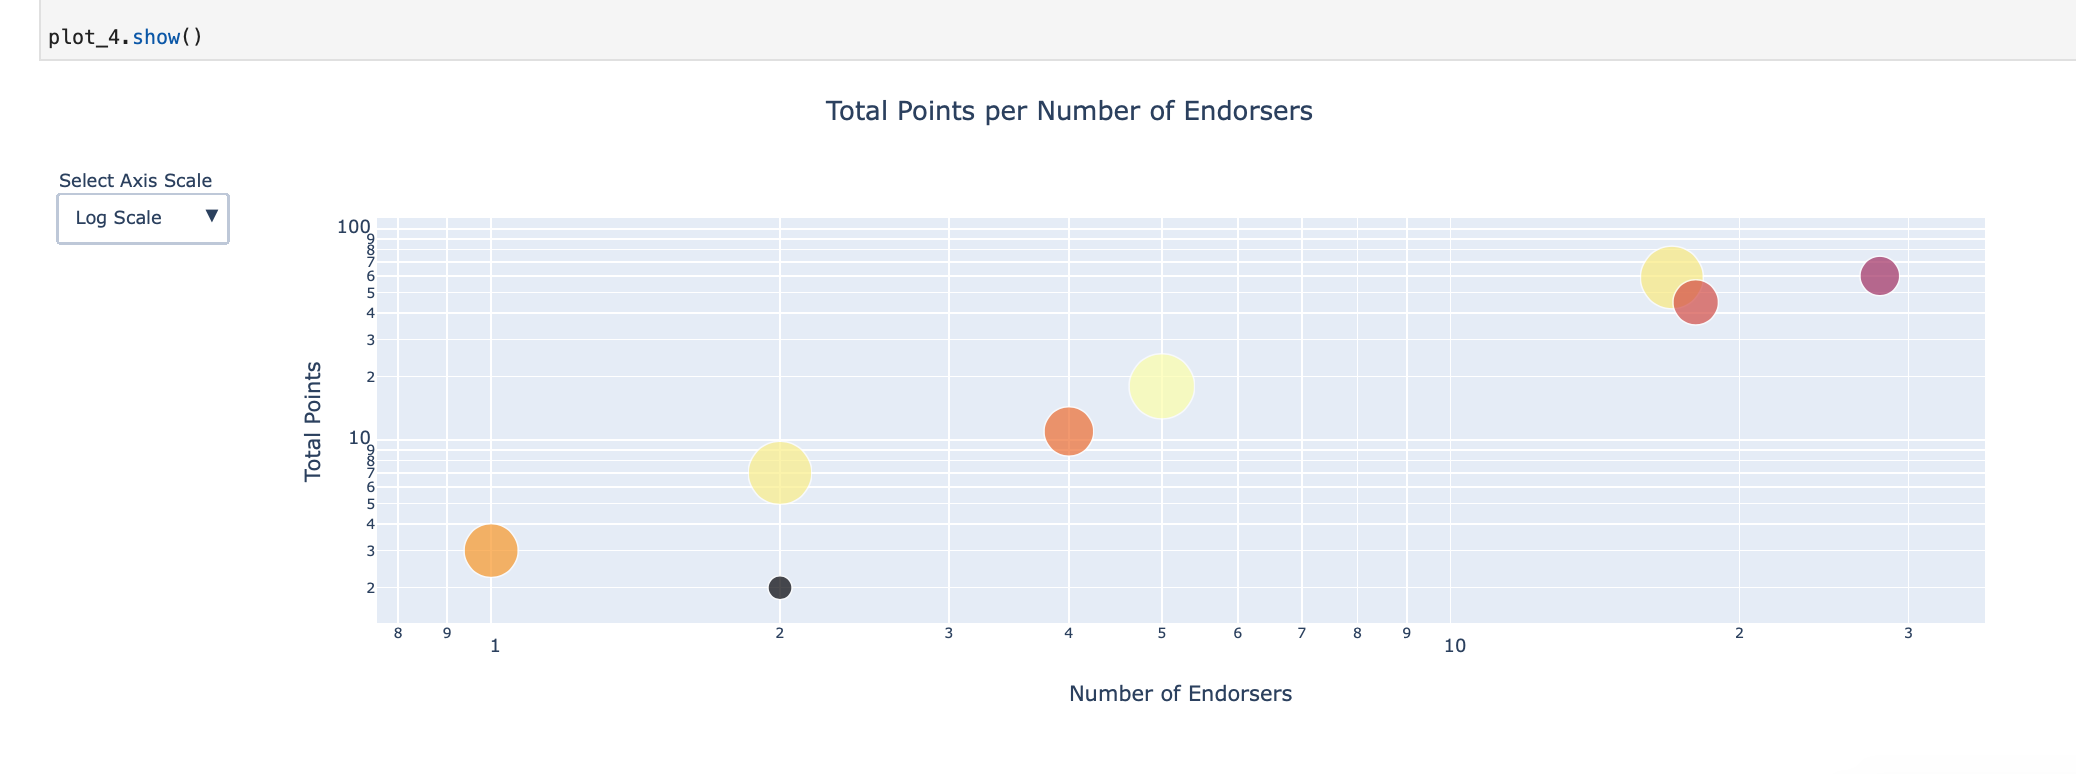 plot_4.show()
Total Points per Number of Endorsers
Select Axis Scale
Log Scale ▼
Total Points
100
9
8
7
6
5
4
3
2
10
9
8
7
6
5
4
3
2
8 9 1 2 3 4 5 6 7 8 9 10 2 3
Number of Endorsers